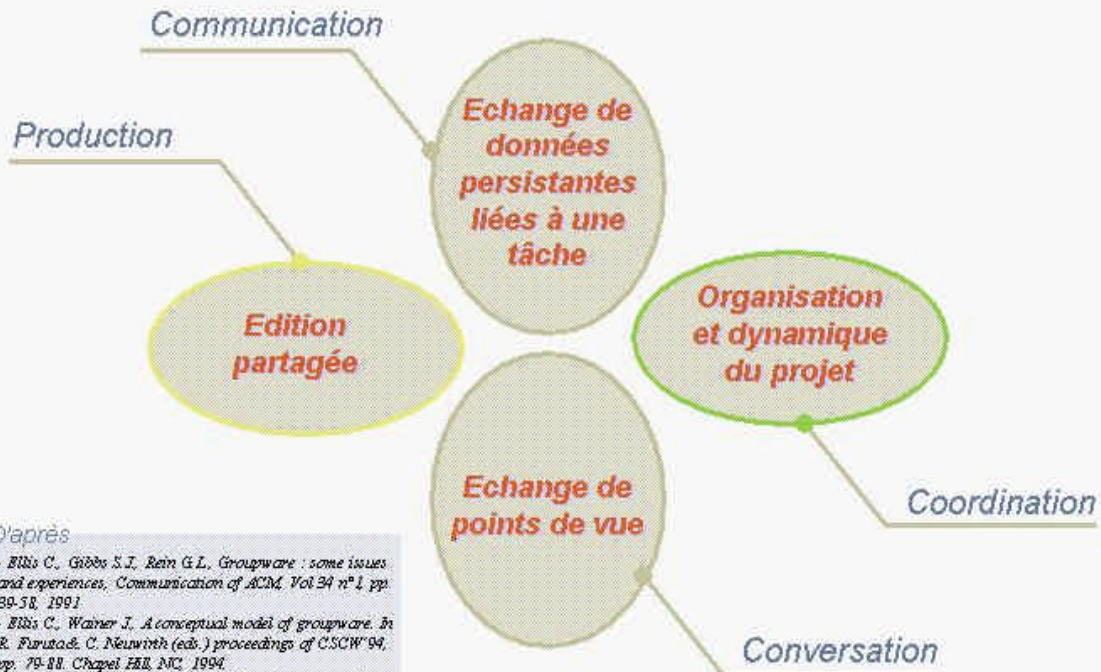 Communication
Production
Echange de
données
persistantes
liées à une
tâche
Edition
partagée
Organisation
et dynamique
du projet
Echange de
points de vue
Coordination
Conversation
D'après
Ellis C., Gibbs S.J., Rein G.L., Groupware : some issues
and experiences, Communication of ACM, Vol 34 n°1, pp.
39-58, 1991
Ellis C., Wainer J., A conceptual model of groupware. In
R. Furuta & C. Neuwirth (eds.) proceedings of CSCW'94,
pp. 79-88. Chapel Hill, NC, 1994